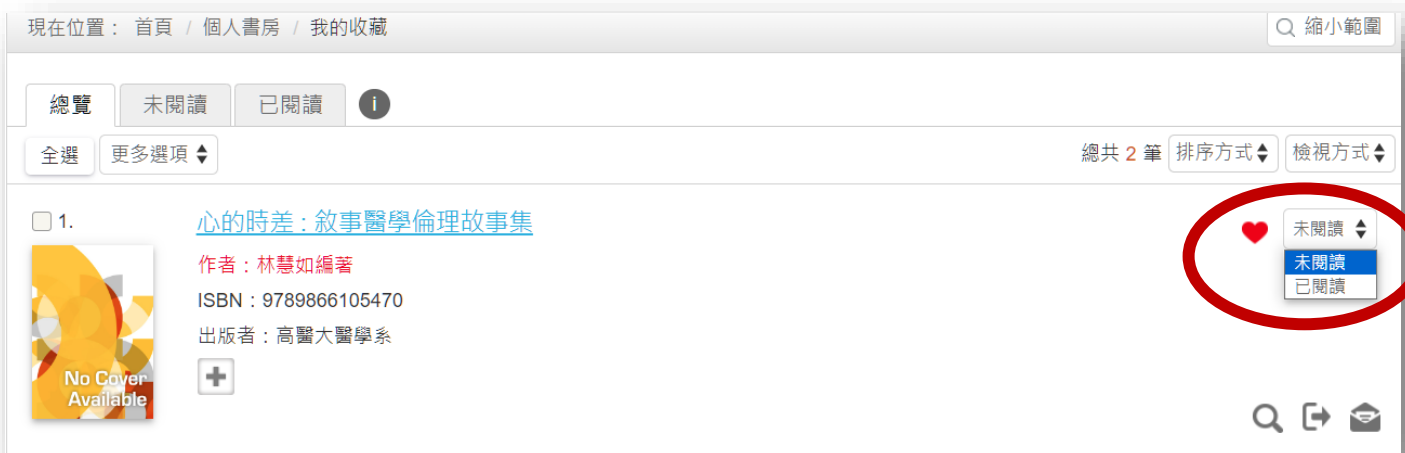 現在位置： 首頁 / 個人書房 / 我的收藏
縮小範圍
總覽 未閱讀 已閱讀 i
全選 更多選項
總共 2 筆 排序方式 檢視方式
1.
心的時差 : 敘事醫學倫理故事集
作者：林慧如編著
ISBN：9789866105470
出版者：高醫大醫學系
No Cover
Available
未閱讀
未閱讀
已閱讀